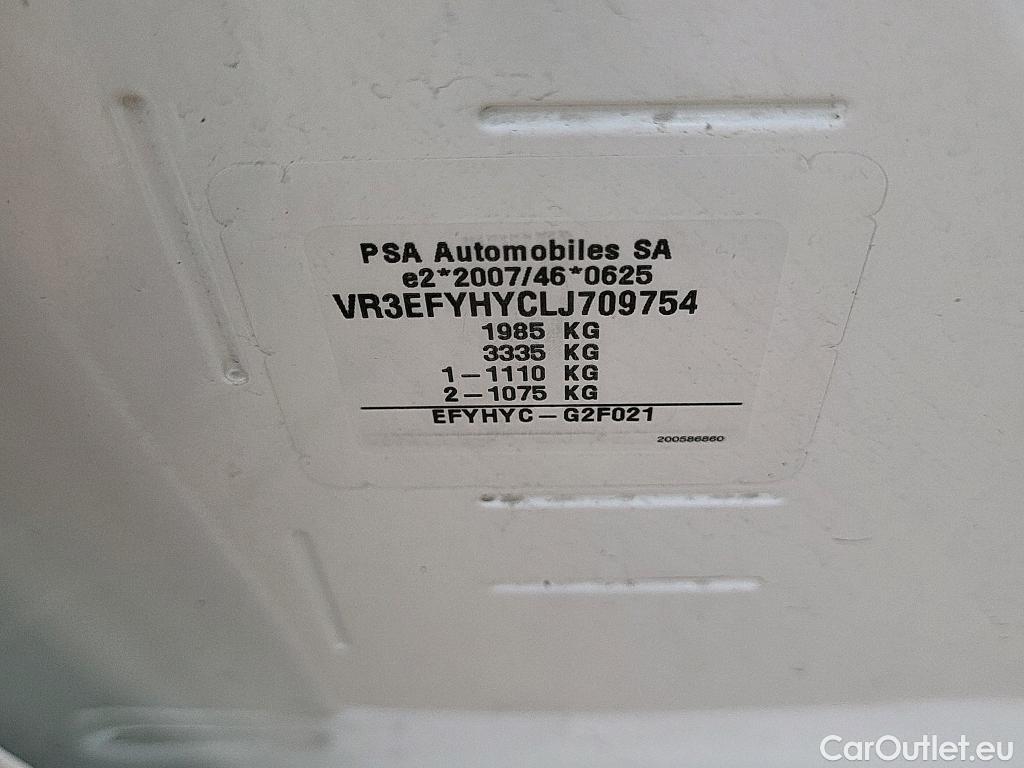 PSA Automobiles SA
e2*2007/46*0625
VR3EFYHYCLJ709754
1985 KG
3335 KG
1-1110 KG
2-1075 KG
EFYHYC-G2F021
200586860
CarOutlet.eu